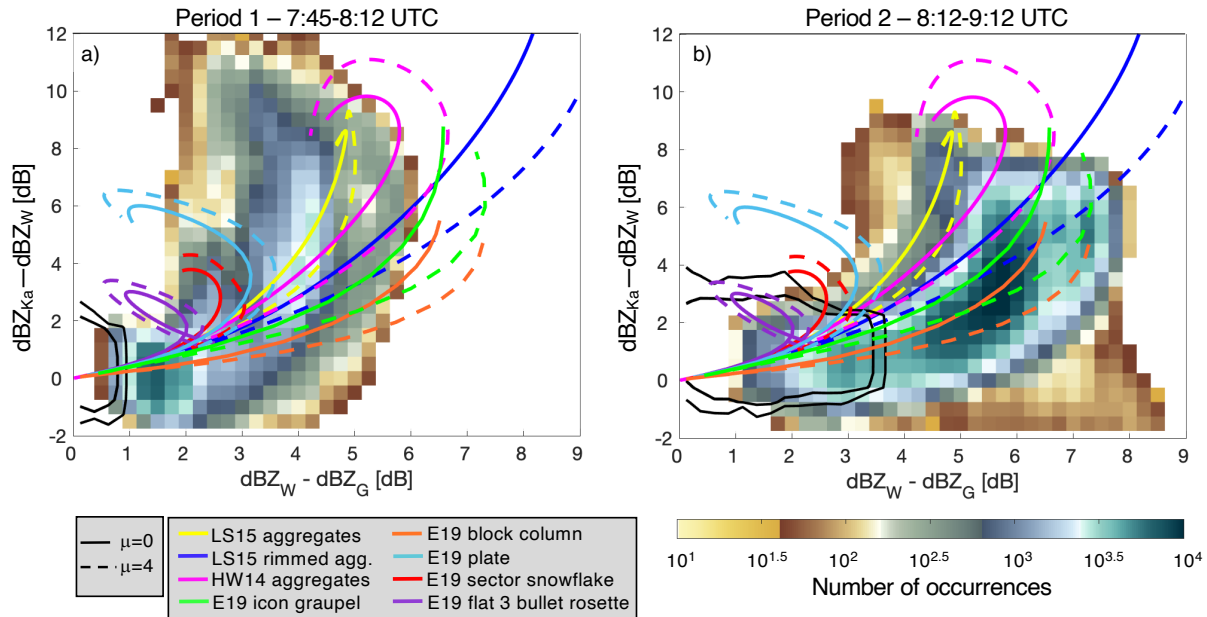 Period 1 – 7:45-8:12 UTC
Period 2 – 8:12-9:12 UTC
a)
b)
12
10
8
6
4
2
0
-2
dBZKa—dBZW [dB]
0 1 2 3 4 5 6 7 8 9
dBZW - dBZG [dB]
12
10
8
6
4
2
0
-2
dBZKa—dBZW [dB]
0 1 2 3 4 5 6 7 8 9
dBZW - dBZG [dB]
μ=0
μ=4
LS15 aggregates
LS15 rimmed agg.
HW14 aggregates
E19 icon graupel
E19 block column
E19 plate
E19 sector snowflake
E19 flat 3 bullet rosette
10^1 10^1.5 10^2 10^2.5 10^3 10^3.5 10^4
Number of occurrences